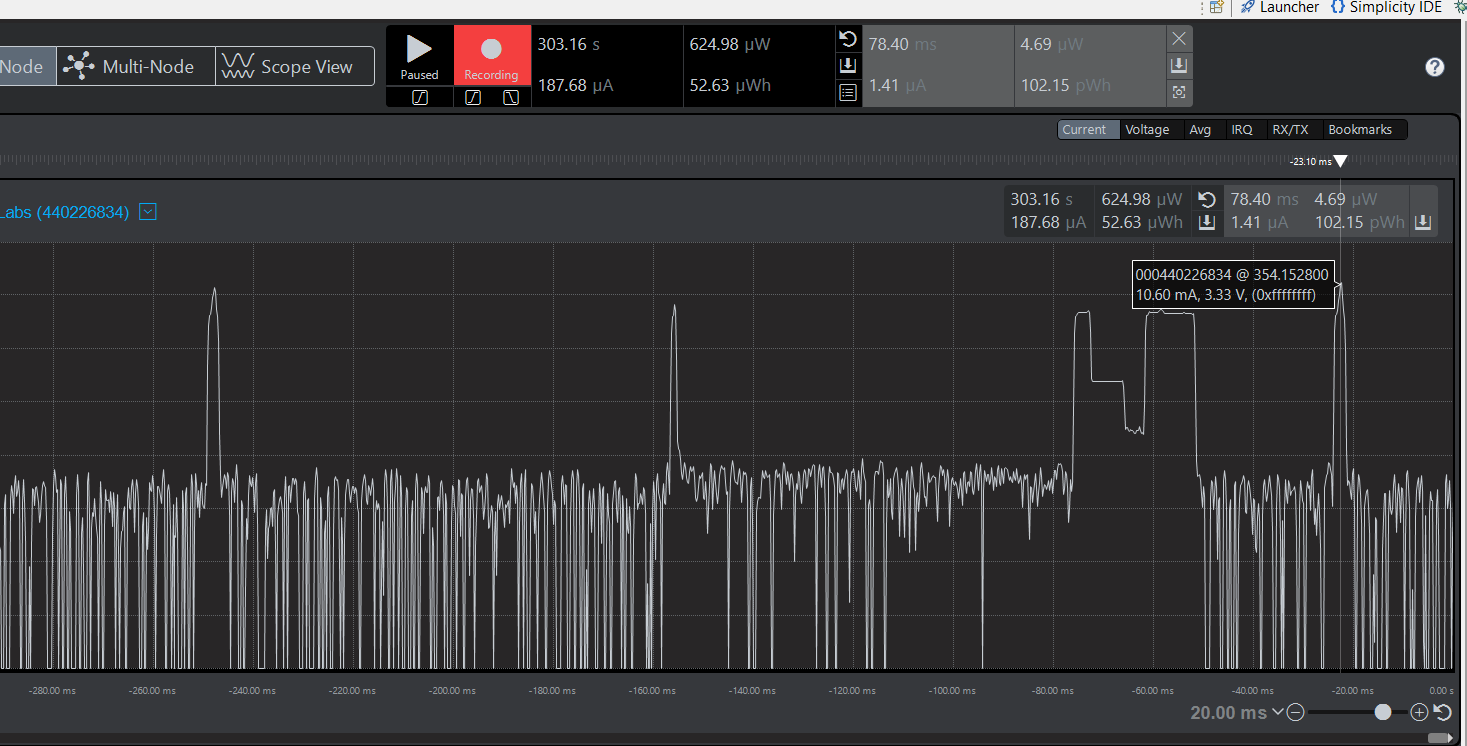 Launcher
Simplicity IDE
Node
Multi-Node
Scope View
Paused
Recording
303.16 s
187.68 µA
624.98 µW
52.63 µWh
78.40 ms
1.41 µA
4.69 µW
102.15 pWh
?
Current
Voltage
Avg
IRQ
RX/TX
Bookmarks
-23.10 ms
Labs (440226834)
303.16 s
624.98 µW
78.40 ms
4.69 µW
187.68 µA
52.63 µWh
1.41 µA
102.15 pWh
000440226834 @ 354.152800
10.60 mA, 3.33 V, (0xffffffff)
-280.00 ms
-260.00 ms
-240.00 ms
-220.00 ms
-200.00 ms
-180.00 ms
-160.00 ms
-140.00 ms
-120.00 ms
-100.00 ms
-80.00 ms
-60.00 ms
-40.00 ms
-20.00 ms
0.00 s
20.00 ms